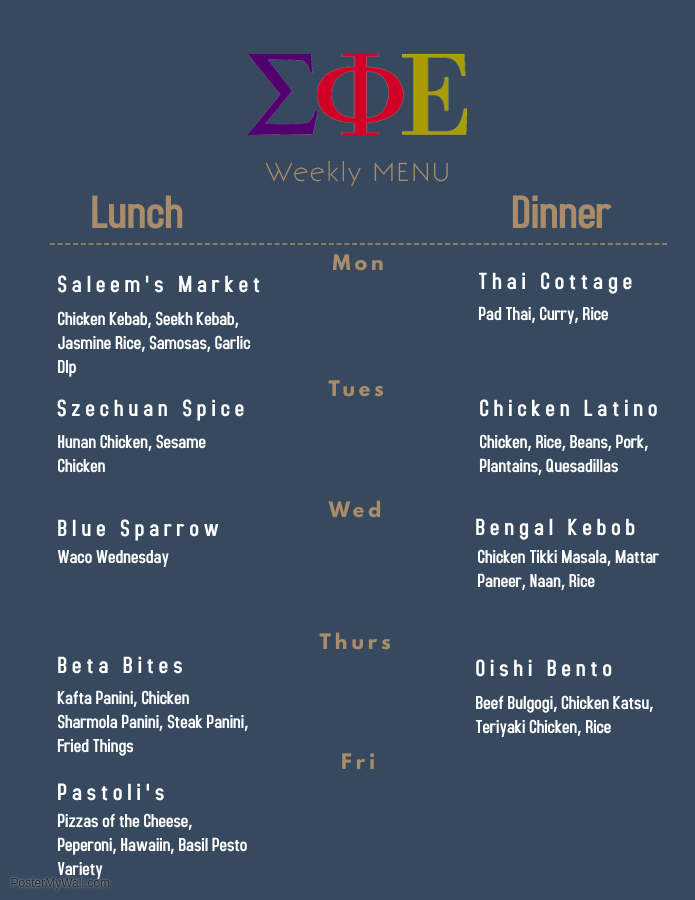 ΣΦΕ
Weekly MENU
Lunch
Dinner
Mon
Saleem's Market
Chicken Kebab, Seekh Kebab,
Jasmine Rice, Samosas, Garlic
DIp
Thai Cottage
Pad Thai, Curry, Rice
Tues
Szechuan Spice
Hunan Chicken, Sesame
Chicken
Chicken Latino
Chicken, Rice, Beans, Pork,
Plantains, Quesadillas
Wed
Blue Sparrow
Waco Wednesday
Bengal Kebob
Chicken Tikki Masala, Mattar
Paneer, Naan, Rice
Thurs
Beta Bites
Kafta Panini, Chicken
Sharmola Panini, Steak Panini,
Fried Things
Oishi Bento
Beef Bulgogi, Chicken Katsu,
Teriyaki Chicken, Rice
Fri
Pastoli's
Pizzas of the Cheese,
Peperoni, Hawaiin, Basil Pesto
Variety
PosterMyWall.com